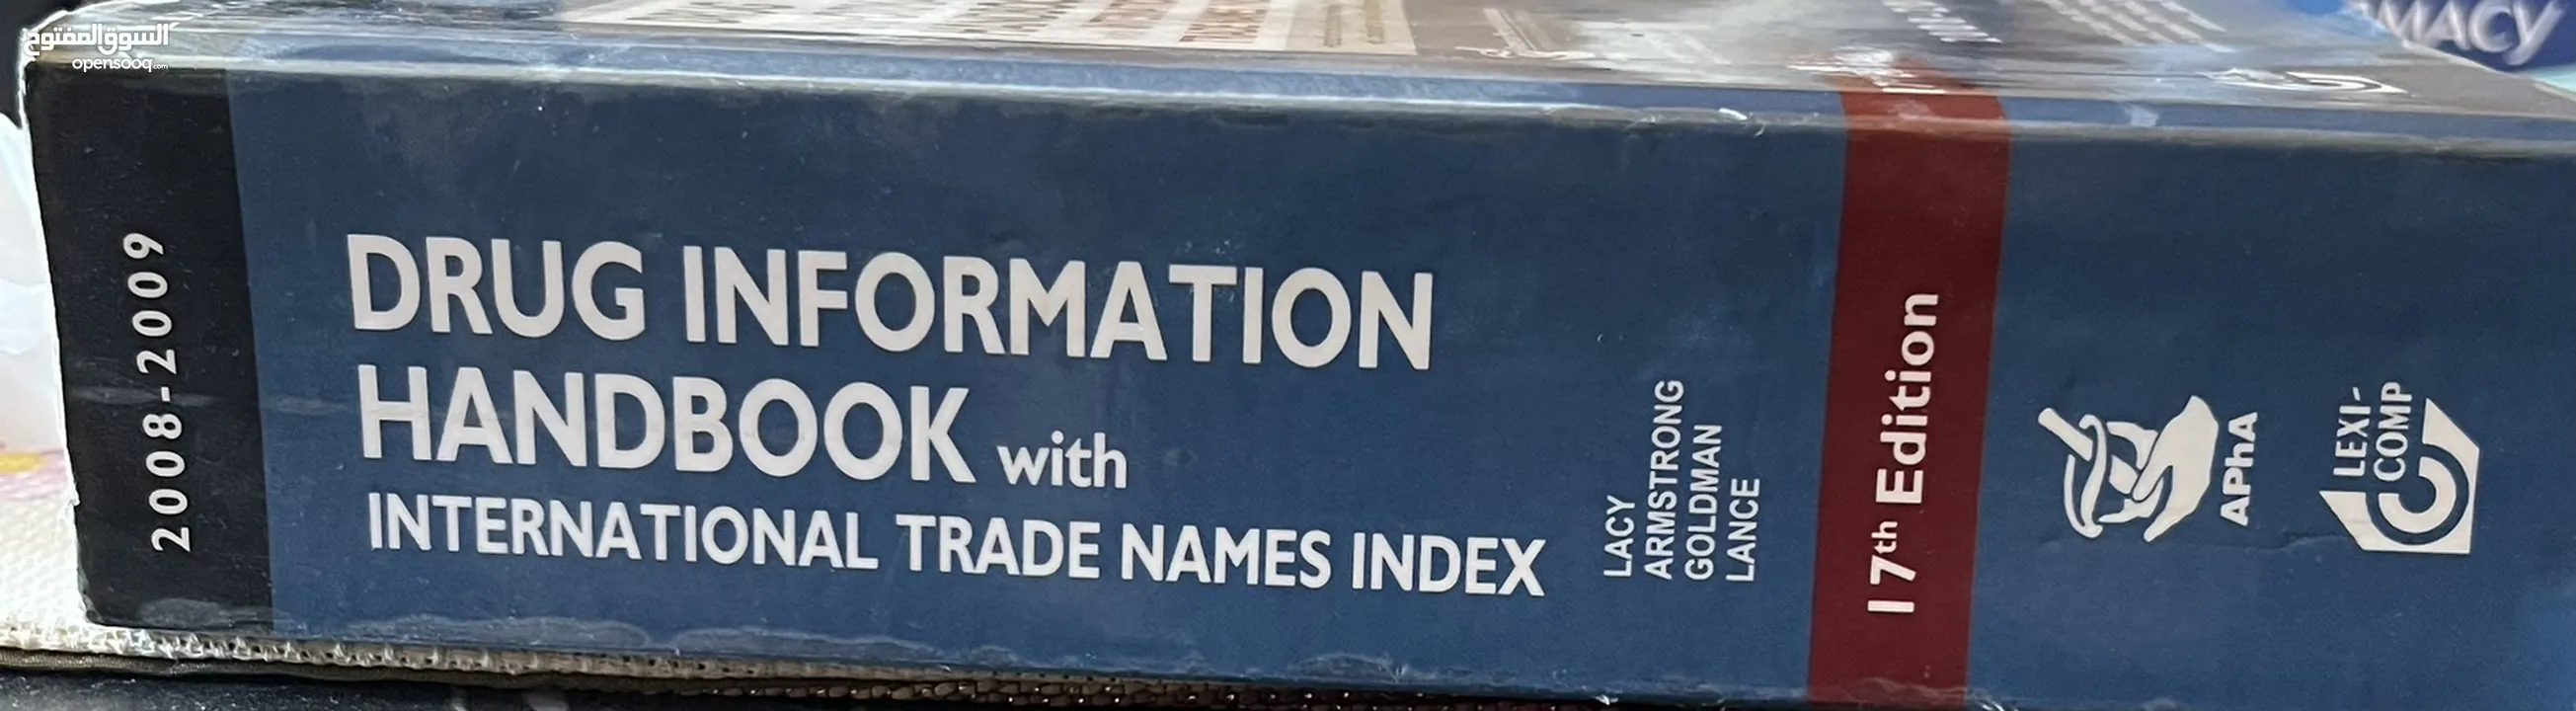 السوق المفتوح
opensooq.com
MACY
2008-2009
DRUG INFORMATION
HANDBOOK with
INTERNATIONAL TRADE NAMES INDEX
LACY
ARMSTRONG
GOLDMAN
LANCE
17th Edition
APhA
LEXI-
COMP